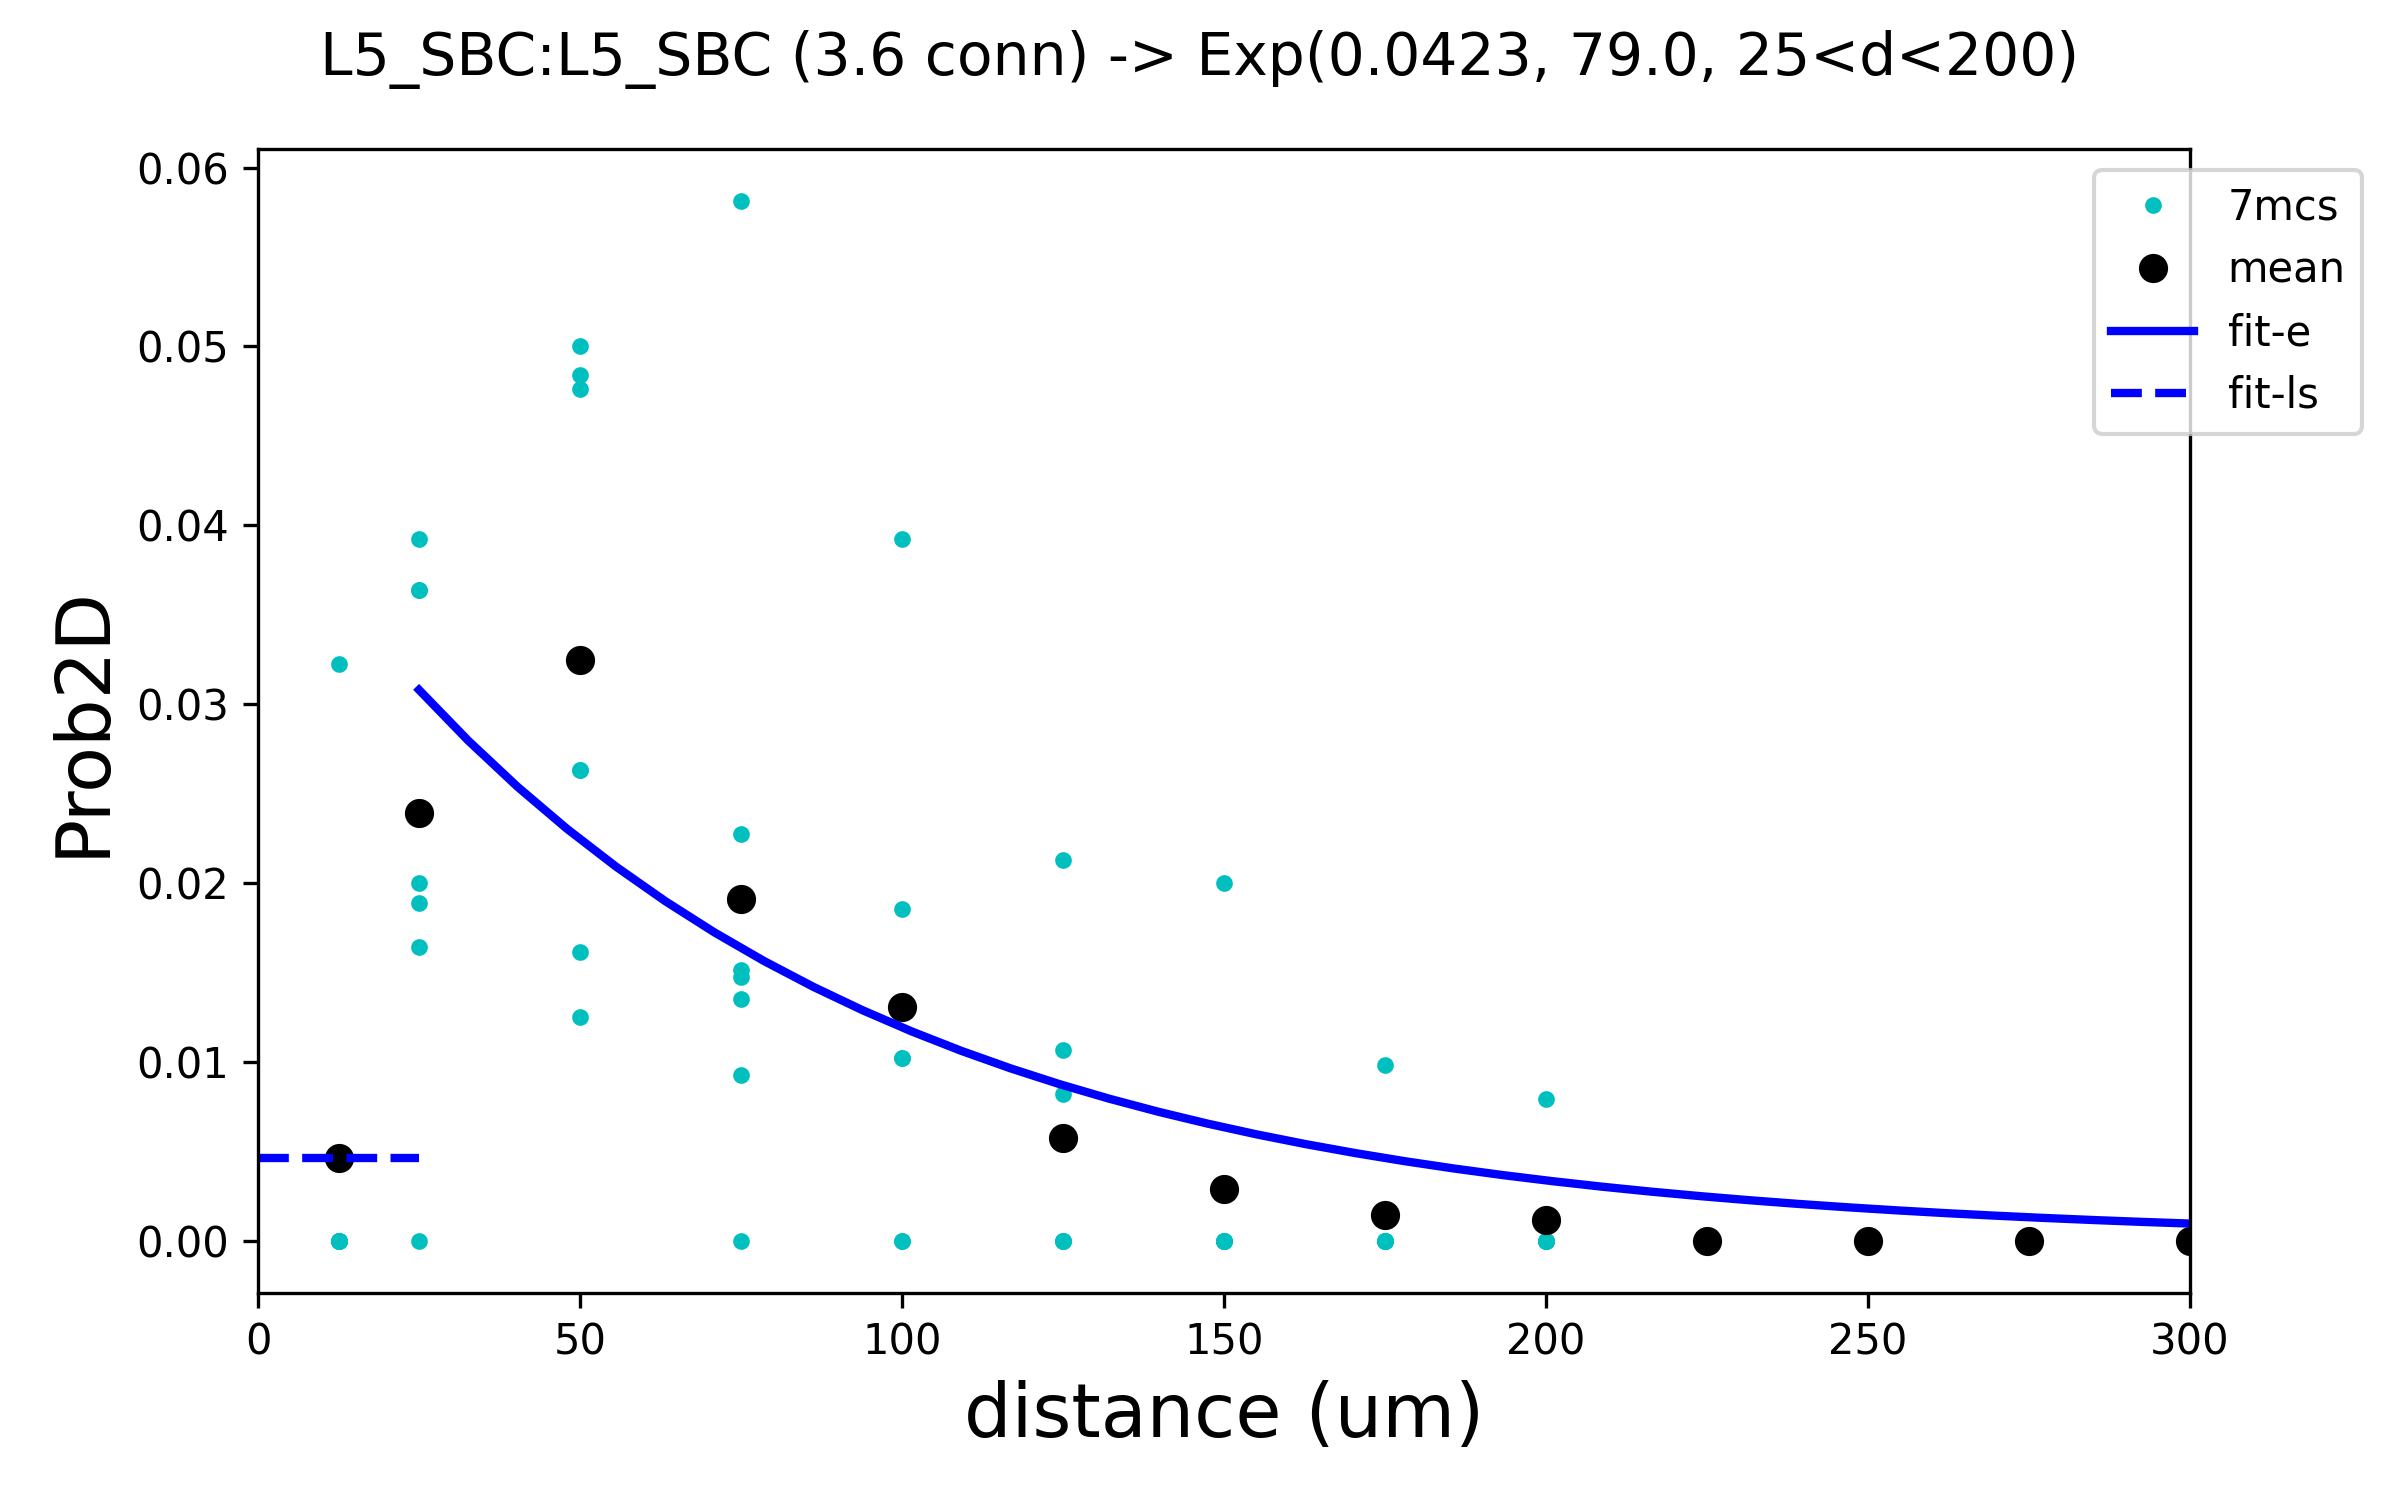 L5_SBC:L5_SBC (3.6 conn) -> Exp(0.0423, 79.0, 25<d<200)
0.06
0.05
0.04
0.03
0.02
0.01
0.00
Prob2D
7mcs
mean
fit-e
fit-ls
0 50 100 150 200 250 300
distance (um)